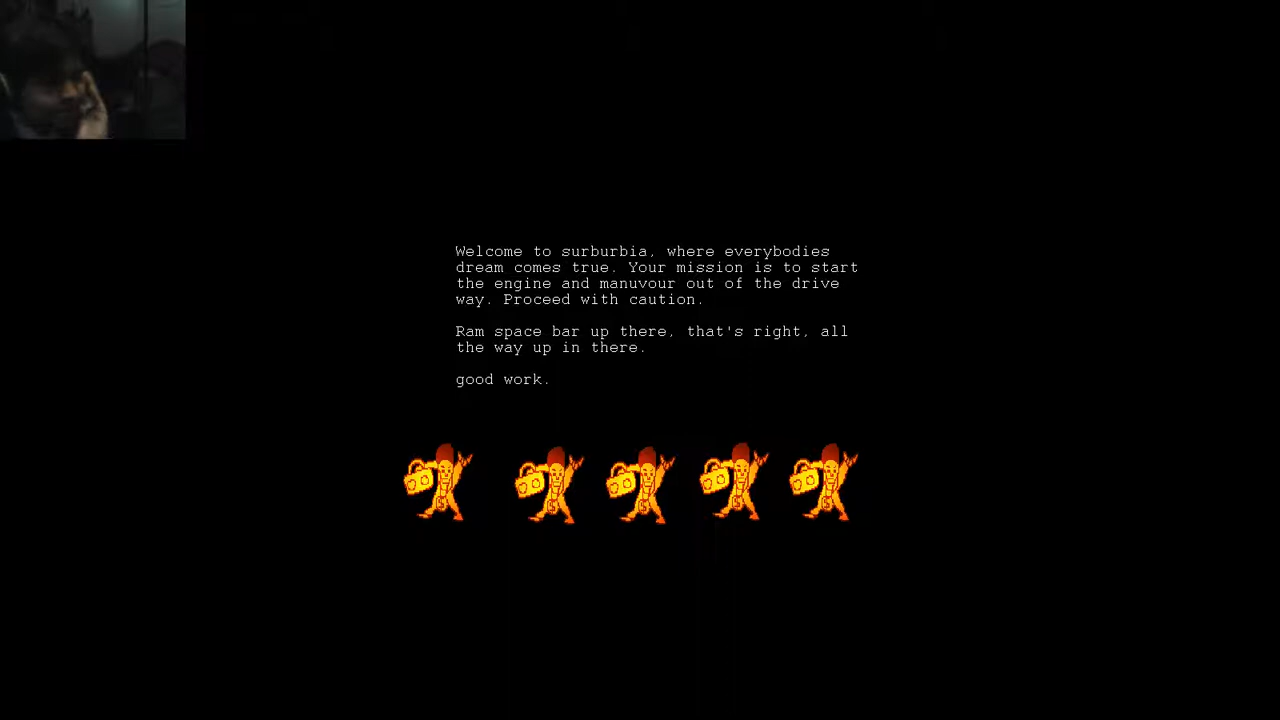 Welcome to surburbia, where everybodies
dream comes true. Your mission is to start
the engine and manuvour out of the drive
way. Proceed with caution.
Ram space bar up there, that's right, all
the way up in there.
good work.